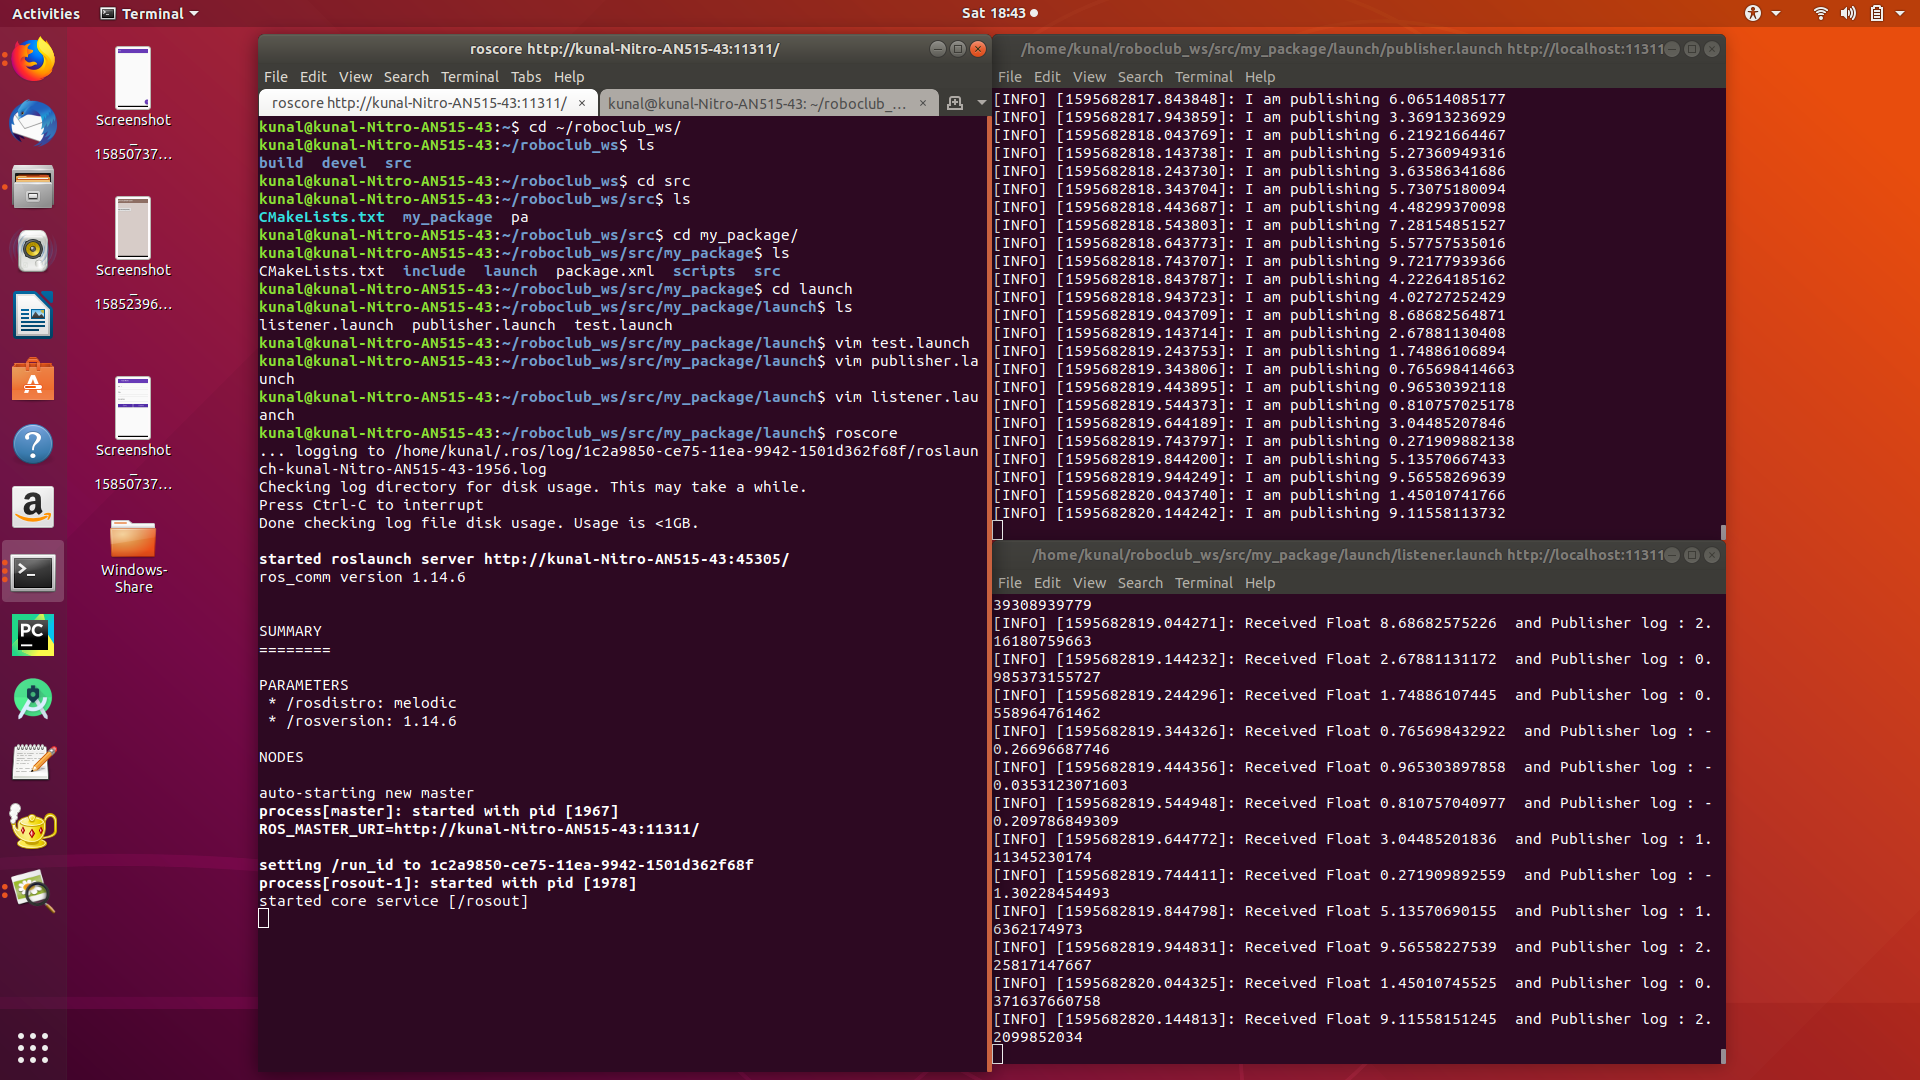 Activities
Terminal
Sat 18:43
Screenshot
–
15850737…
Screenshot
–
15852396…
Screenshot
–
15850737…
Windows-
Share
PC
roscore http://kunal-Nitro-AN515-43:11311/
File Edit View Search Terminal Tabs Help
roscore http://kunal-Nitro-AN515-43:11311/ ×
kunal@kunal-Nitro-AN515-43: ~/roboclub_… ×
kunal@kunal-Nitro-AN515-43:~$ cd ~/roboclub_ws/
kunal@kunal-Nitro-AN515-43:~/roboclub_ws$ ls
build  devel  src
kunal@kunal-Nitro-AN515-43:~/roboclub_ws$ cd src
kunal@kunal-Nitro-AN515-43:~/roboclub_ws/src$ ls
CMakeLists.txt  my_package  pa
kunal@kunal-Nitro-AN515-43:~/roboclub_ws/src$ cd my_package/
kunal@kunal-Nitro-AN515-43:~/roboclub_ws/src/my_package$ ls
CMakeLists.txt  include  launch  package.xml  scripts  src
kunal@kunal-Nitro-AN515-43:~/roboclub_ws/src/my_package$ cd launch
kunal@kunal-Nitro-AN515-43:~/roboclub_ws/src/my_package/launch$ ls
listener.launch  publisher.launch  test.launch
kunal@kunal-Nitro-AN515-43:~/roboclub_ws/src/my_package/launch$ vim test.launch
kunal@kunal-Nitro-AN515-43:~/roboclub_ws/src/my_package/launch$ vim publisher.la
unch
kunal@kunal-Nitro-AN515-43:~/roboclub_ws/src/my_package/launch$ vim listener.lau
anch
kunal@kunal-Nitro-AN515-43:~/roboclub_ws/src/my_package/launch$ roscore
... logging to /home/kunal/.ros/log/1c2a9850-ce75-11ea-9942-1501d362f68f/roslaun
ch-kunal-Nitro-AN515-43-1956.log
Checking log directory for disk usage. This may take a while.
Press Ctrl-C to interrupt
Done checking log file disk usage. Usage is <1GB.
started roslaunch server http://kunal-Nitro-AN515-43:45305/
ros_comm version 1.14.6
SUMMARY
========
PARAMETERS
 * /rosdistro: melodic
 * /rosversion: 1.14.6
NODES
auto-starting new master
process[master]: started with pid [1967]
ROS_MASTER_URI=http://kunal-Nitro-AN515-43:11311/
setting /run_id to 1c2a9850-ce75-11ea-9942-1501d362f68f
process[rosout-1]: started with pid [1978]
started core service [/rosout]
/home/kunal/roboclub_ws/src/my_package/launch/publisher.launch http://localhost:11311
File Edit View Search Terminal Help
[INFO] [1595682817.843848]: I am publishing 6.06514085177
[INFO] [1595682817.943859]: I am publishing 3.36913236929
[INFO] [1595682818.043769]: I am publishing 6.21921664467
[INFO] [1595682818.143738]: I am publishing 5.27360949316
[INFO] [1595682818.243730]: I am publishing 3.63586341686
[INFO] [1595682818.343704]: I am publishing 5.73075180094
[INFO] [1595682818.443687]: I am publishing 4.48299370098
[INFO] [1595682818.543803]: I am publishing 7.28154851527
[INFO] [1595682818.643773]: I am publishing 5.57757535016
[INFO] [1595682818.743707]: I am publishing 9.72177939366
[INFO] [1595682818.843787]: I am publishing 4.22264185162
[INFO] [1595682818.943723]: I am publishing 4.02727252429
[INFO] [1595682819.043709]: I am publishing 8.68682564871
[INFO] [1595682819.143714]: I am publishing 2.67881130408
[INFO] [1595682819.243753]: I am publishing 1.74886106894
[INFO] [1595682819.343806]: I am publishing 0.765698414663
[INFO] [1595682819.443895]: I am publishing 0.96530392118
[INFO] [1595682819.544373]: I am publishing 0.810757025178
[INFO] [1595682819.644189]: I am publishing 3.04485207846
[INFO] [1595682819.743797]: I am publishing 0.271909882138
[INFO] [1595682819.844200]: I am publishing 5.13570667433
[INFO] [1595682819.944249]: I am publishing 9.56558269639
[INFO] [1595682820.043740]: I am publishing 1.45010741766
[INFO] [1595682820.144242]: I am publishing 9.11558113732
/home/kunal/roboclub_ws/src/my_package/launch/listener.launch http://localhost:11311
File Edit View Search Terminal Help
39308939779
[INFO] [1595682819.044271]: Received Float 8.68682575226  and Publisher log : 2.
16180759663
[INFO] [1595682819.144232]: Received Float 2.67881131172  and Publisher log : 0.
985373155727
[INFO] [1595682819.244296]: Received Float 1.74886107445  and Publisher log : 0.
558964761462
[INFO] [1595682819.344326]: Received Float 0.765698432922  and Publisher log : -
0.26696687746
[INFO] [1595682819.444356]: Received Float 0.965303897858  and Publisher log : -
0.0353123071603
[INFO] [1595682819.544948]: Received Float 0.810757040977  and Publisher log : -
0.209786849309
[INFO] [1595682819.644772]: Received Float 3.04485201836  and Publisher log : 1.
11345230174
[INFO] [1595682819.744411]: Received Float 0.271909892559  and Publisher log : -
1.30228454493
[INFO] [1595682819.844798]: Received Float 5.13570690155  and Publisher log : 1.
6362174973
[INFO] [1595682819.944831]: Received Float 9.56558227539  and Publisher log : 2.
25817147667
[INFO] [1595682820.044325]: Received Float 1.45010745525  and Publisher log : 0.
371637660758
[INFO] [1595682820.144813]: Received Float 9.11558151245  and Publisher log : 2.
2099852034